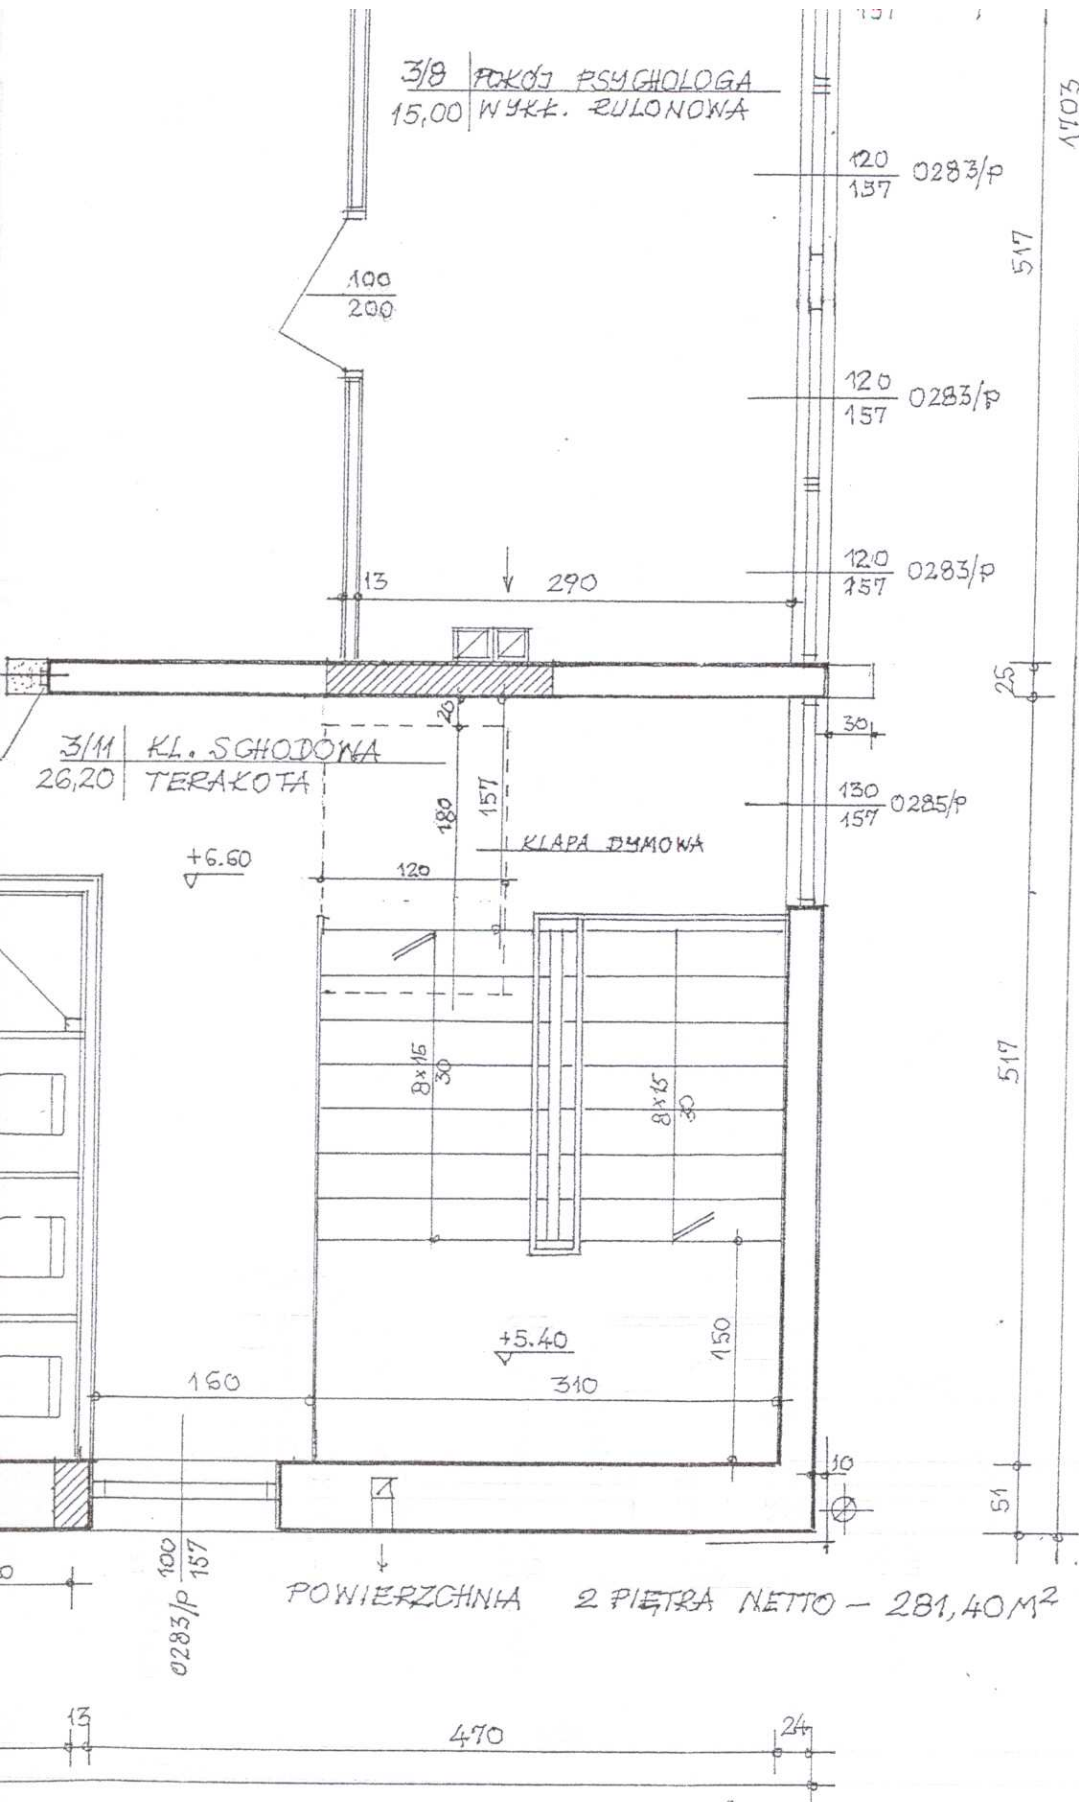 157
3/8 POKÓJ PSYCHOLOGA
15,00 WYKŁ. RULONOWA
1703
120
157 0283/P
517
100
200
120
157 0283/P
120
157 0283/P
13
290
25
20
30
3/11 KL. SCHODOWA
26,20 TERAKOTA
180
157
130
157 0285/P
KLAPA DYMOWA
+6.60
120
8x15
30
8x15
30
517
+5.40
150
160
310
10
51
100
157
0283/P
POWIERZCHNIA 2 PIĘTRA NETTO – 281,40 M²
13
470
24